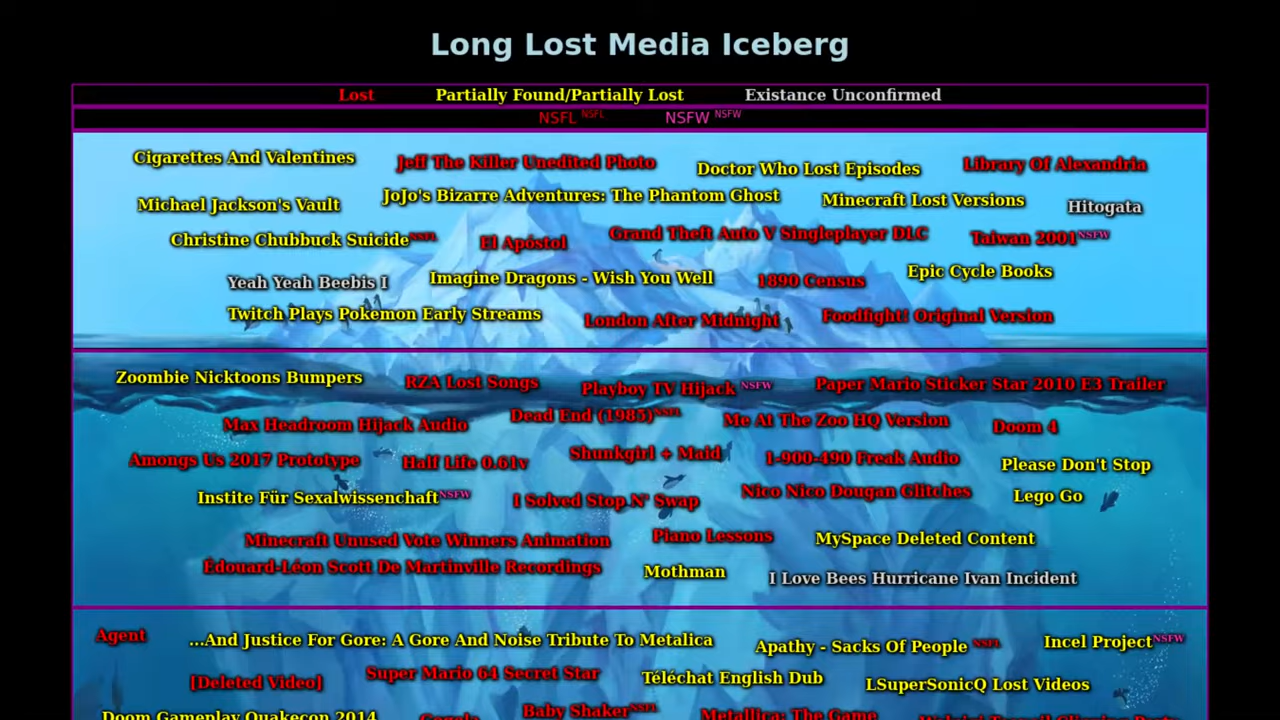 Long Lost Media Iceberg
Lost Partially Found/Partially Lost Existance Unconfirmed
NSFL NSFL NSFW NSFW
Cigarettes And Valentines Jeff The Killer Unedited Photo Doctor Who Lost Episodes Library Of Alexandria
Michael Jackson's Vault JoJo's Bizarre Adventures: The Phantom Ghost Minecraft Lost Versions Hitogata
Christine Chubbuck Suicide NSFL El Apóstol Grand Theft Auto V Singleplayer DLC Taiwan 2001 NSFW
Yeah Yeah Beebis I Imagine Dragons - Wish You Well 1890 Census Epic Cycle Books
Twitch Plays Pokemon Early Streams London After Midnight Foodfight! Original Version
Zoombie Nicktoons Bumpers RZA Lost Songs Playboy TV Hijack NSFW Paper Mario Sticker Star 2010 E3 Trailer
Max Headroom Hijack Audio Dead End (1985) NSFL Me At The Zoo HQ Version Doom 4
Amongs Us 2017 Prototype Half Life 0.61v Shunkgirl + Maid 1-900-490 Freak Audio Please Don't Stop
Instite Für Sexalwissenchaft NSFW I Solved Stop N' Swap Nico Nico Dougan Glitches Lego Go
Minecraft Unused Vote Winners Animation Piano Lessons MySpace Deleted Content
Édouard-Léon Scott De Martinville Recordings Mothman I Love Bees Hurricane Ivan Incident
Agent ...And Justice For Gore: A Gore And Noise Tribute To Metalica Apathy - Sacks Of People NSFL Incel Project NSFW
[Deleted Video] Super Mario 64 Secret Star Téléchat English Dub LSuperSonicQ Lost Videos
Doom Gameplay Quakecon 2014 Baby Shaker NSFL Metallica: The Game